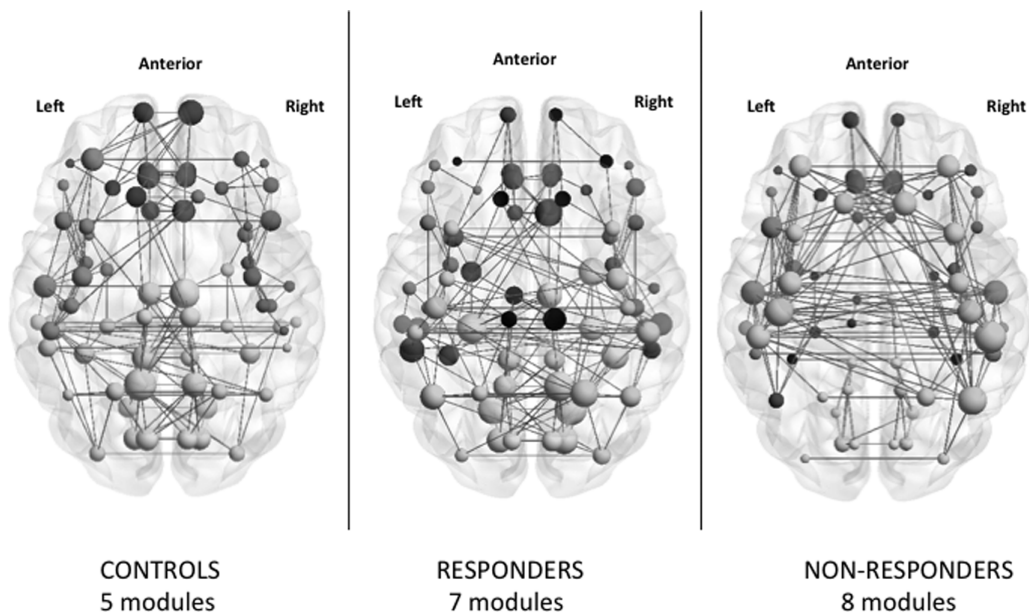 Anterior
Left
Right
Anterior
Left
Right
Anterior
Left
Right
CONTROLS
5 modules
RESPONDERS
7 modules
NON-RESPONDERS
8 modules